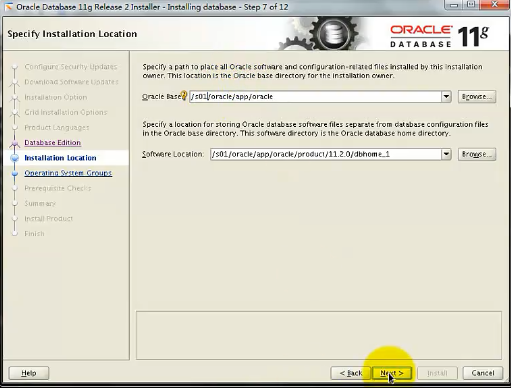 Oracle Database 11g Release 2 Installer - Installing database - Step 7 of 12
Specify Installation Location
ORACLE
DATABASE 11g
Configure Security Updates
Download Software Updates
Installation Option
Grid Installation Options
Product Languages
Database Edition
Installation Location
Operating System Groups
Prerequisite Checks
Summary
Install Product
Finish
Specify a path to place all Oracle software and configuration-related files installed by this installation
owner. This location is the Oracle base directory for the installation owner.
Oracle Base: /s01/oracle/app/oracle Browse...
Specify a location for storing Oracle database software files separate from database configuration files
in the Oracle base directory. This software directory is the Oracle database home directory.
Software Location: /s01/oracle/app/oracle/product/11.2.0/dbhome_1 Browse...
Help < Back Next > Install Cancel